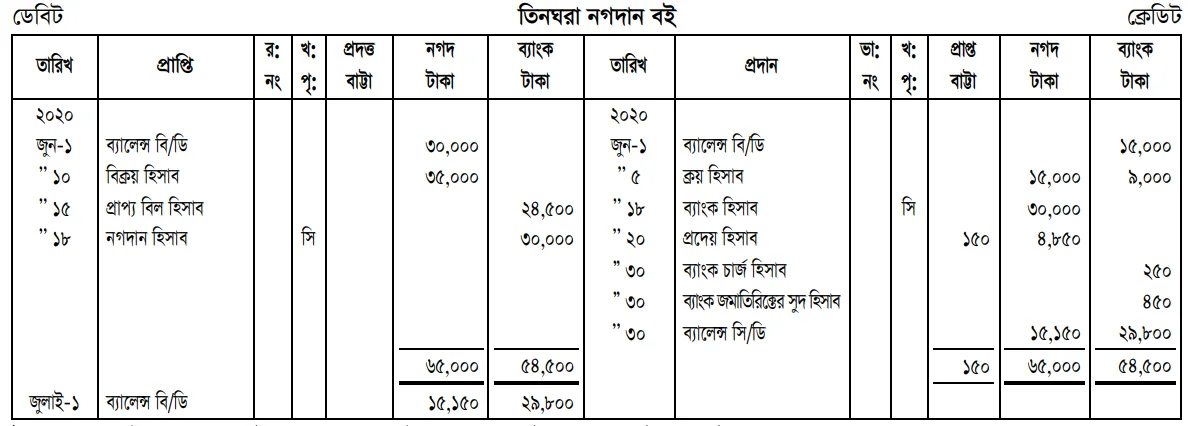 ডেবিট তিনঘরা নগদান বই ক্রেডিট
তারিখ প্রাপ্তি র: নং খ: পৃ: প্রদত্ত বাট্টা নগদ টাকা ব্যাংক টাকা তারিখ প্রদান ভা: নং খ: পৃ: প্রাপ্ত বাট্টা নগদ টাকা ব্যাংক টাকা
২০২০ ২০২০
জুন-১ ব্যালেন্স বি/ডি ৩০,০০০ জুন-১ ব্যালেন্স বি/ডি ১৫,০০০
” ১০ বিক্রয় হিসাব ৩৫,০০০ ” ৫ ক্রয় হিসাব ১৫,০০০ ৯,০০০
” ১৫ প্রাপ্য বিল হিসাব ২৪,৫০০ ” ১৮ ব্যাংক হিসাব সি ৩০,০০০
” ১৮ নগদান হিসাব সি ৩০,০০০ ” ২০ প্রদেয় হিসাব ১৫০ ৪,৮৫০
” ৩০ ব্যাংক চার্জ হিসাব ২৫০
” ৩০ ব্যাংক জমাতিরিক্তের সুদ হিসাব ৪৫০
” ৩০ ব্যালেন্স সি/ডি ১৫,১৫০ ২৯,৮০০
৬৫,০০০ ৫৪,৫০০ ১৫০ ৬৫,০০০ ৫৪,৫০০
জুলাই-১ ব্যালেন্স বি/ডি ১৫,১৫০ ২৯,৮০০